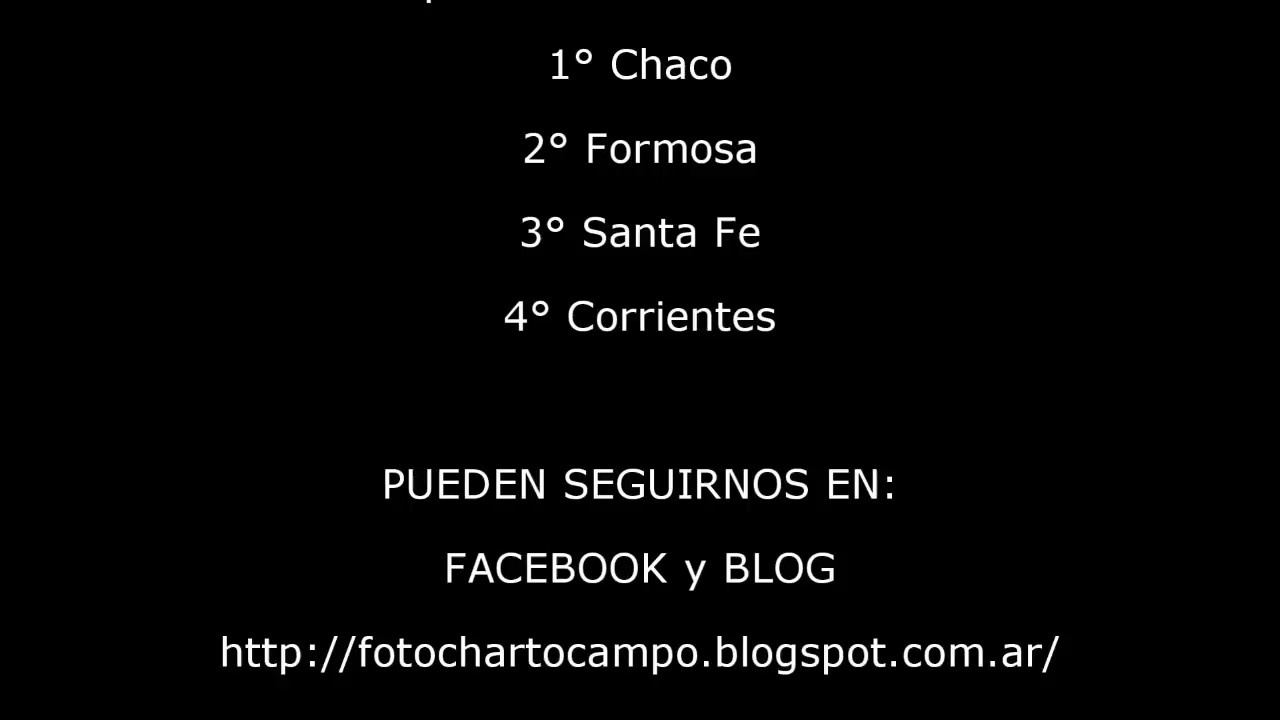 1° Chaco
2° Formosa
3° Santa Fe
4° Corrientes
PUEDEN SEGUIRNOS EN:
FACEBOOK y BLOG
http://fotochartocampo.blogspot.com.ar/